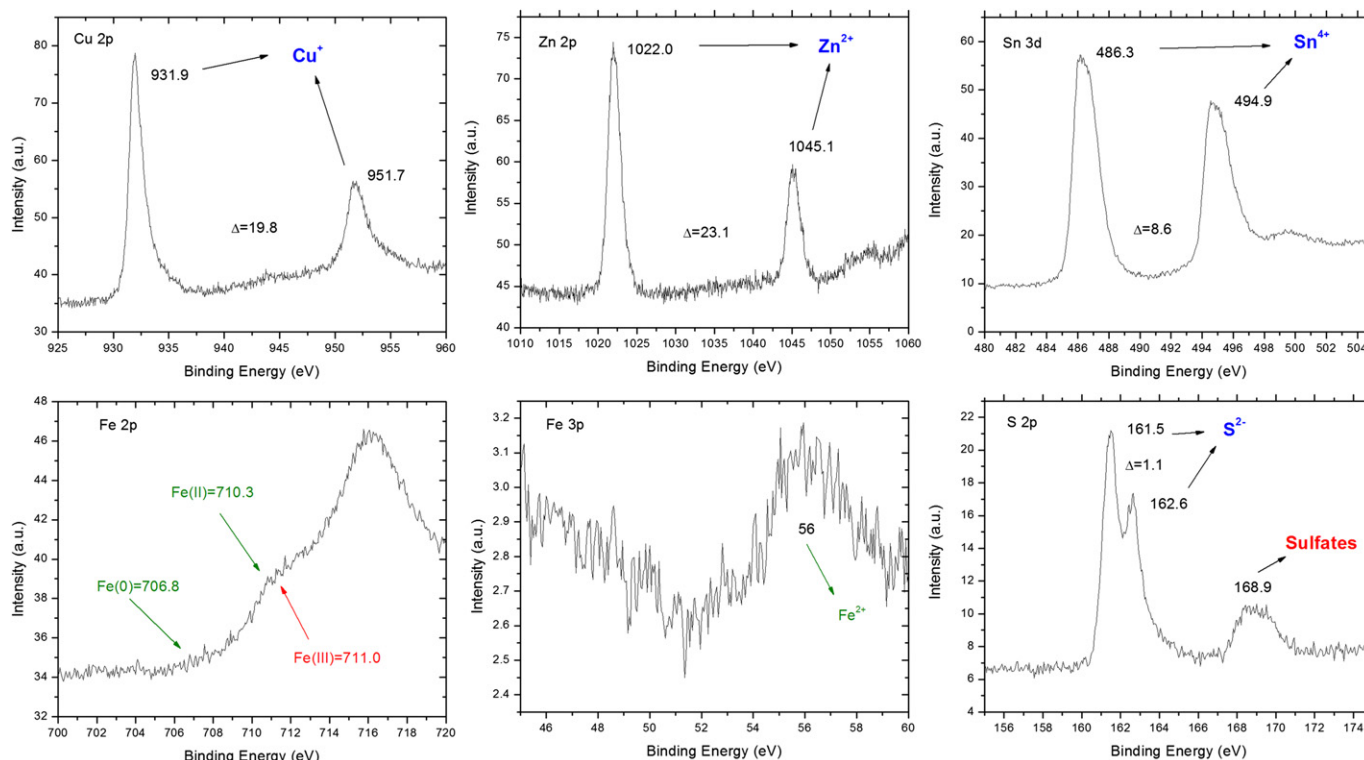 Cu 2p
931.9
Cu⁺
951.7
Δ=19.8
80
70
60
50
40
30
925 930 935 940 945 950 955 960
Intensity (a.u.)
Binding Energy (eV)
Zn 2p
1022.0
Zn²⁺
1045.1
Δ=23.1
80
75
70
65
60
55
50
45
40
1010 1020 1030 1040 1050 1060
Intensity (a.u.)
Binding Energy (eV)
Sn 3d
486.3
Sn⁴⁺
494.9
Δ=8.6
60
50
40
30
20
10
0
480 482 484 486 488 490 492 494 496 498 500 502 504
Intensity (a.u.)
Binding Energy (eV)
Fe 2p
Fe(II)=710.3
Fe(0)=706.8
Fe(III)=711.0
48
46
44
42
40
38
36
34
32
700 702 704 706 708 710 712 714 716 718 720
Intensity (a.u.)
Binding Energy (eV)
Fe 3p
56
Fe²⁺
3.2
3.1
3.0
2.9
2.8
2.7
2.6
2.5
2.4
46 48 50 52 54 56 58 60
Intensity (a.u.)
Binding Energy (eV)
S 2p
161.5
S²⁻
Δ=1.1
162.6
Sulfates
168.9
22
20
18
16
14
12
10
8
6
4
156 158 160 162 164 166 168 170 172 174
Intensity (a.u.)
Binding Energy (eV)